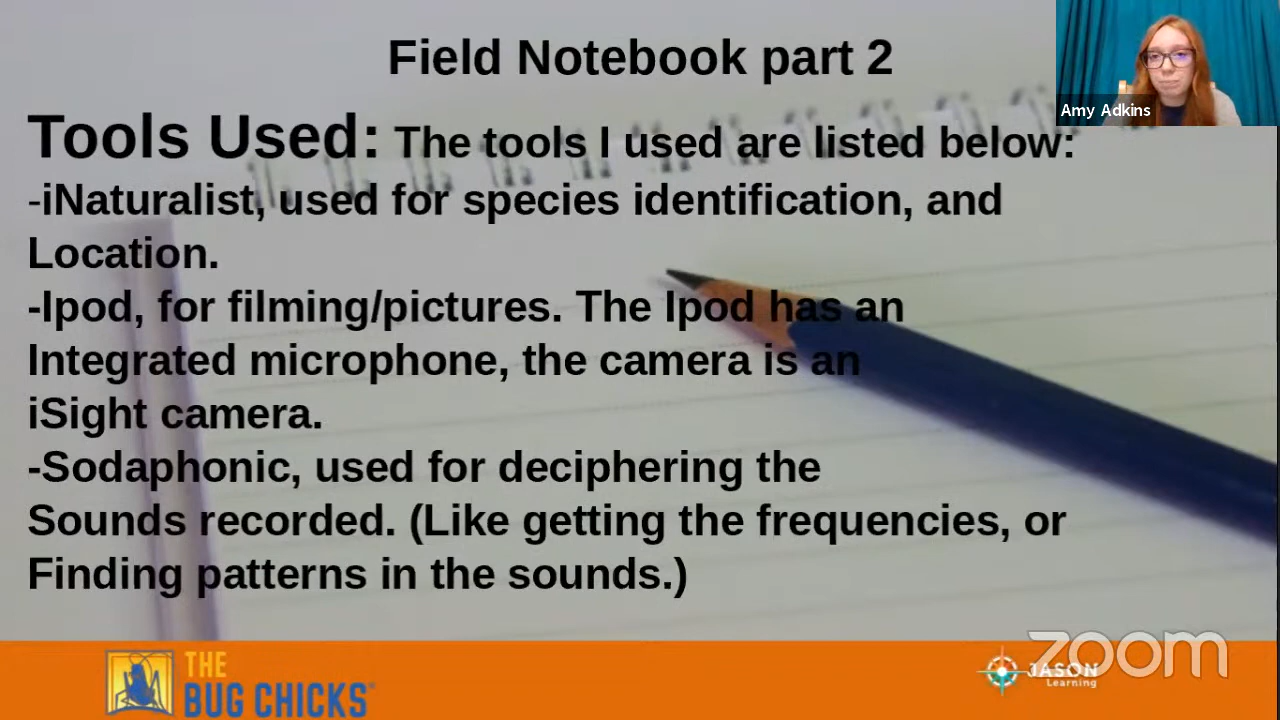 Field Notebook part 2
Amy Adkins
Tools Used: The tools I used are listed below:
-iNaturalist, used for species identification, and
Location.
-Ipod, for filming/pictures. The Ipod has an
Integrated microphone, the camera is an
iSight camera.
-Sodaphonic, used for deciphering the
Sounds recorded. (Like getting the frequencies, or
Finding patterns in the sounds.)
THE
BUG CHICKS
zoom
JASON
Learning